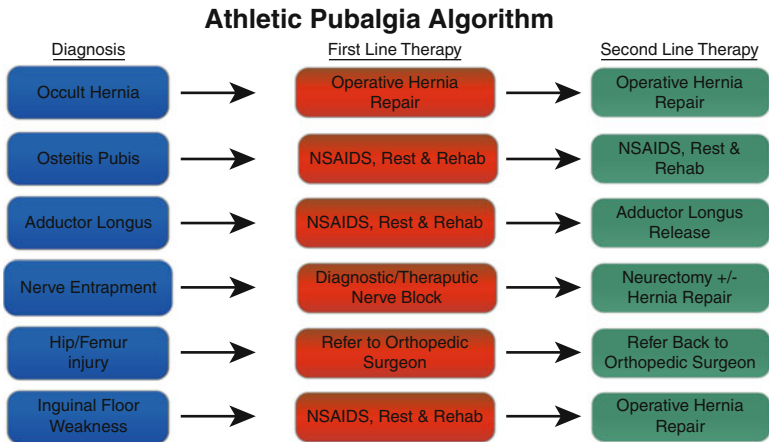 Athletic Pubalgia Algorithm
Diagnosis
First Line Therapy
Second Line Therapy
Occult Hernia
Operative Hernia
Repair
Operative Hernia
Repair
Osteitis Pubis
NSAIDS, Rest & Rehab
NSAIDS, Rest &
Rehab
Adductor Longus
NSAIDS, Rest & Rehab
Adductor Longus
Release
Nerve Entrapment
Diagnostic/Theraputic
Nerve Block
Neurectomy +/-
Hernia Repair
Hip/Femur
injury
Refer to Orthopedic
Surgeon
Refer Back to
Orthopedic Surgeon
Inguinal Floor
Weakness
NSAIDS, Rest & Rehab
Operative Hernia
Repair